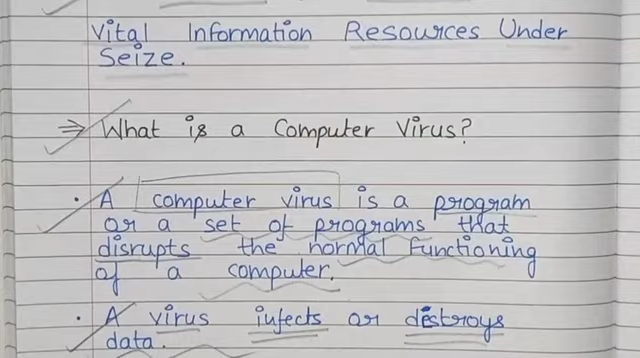 Vital Information Resources Under
Seize.
⇒ What is a Computer Virus?
• A computer virus is a program
or a set of programs that
disrupts the normal functioning
of a computer.
• A virus infects or destroys
data.